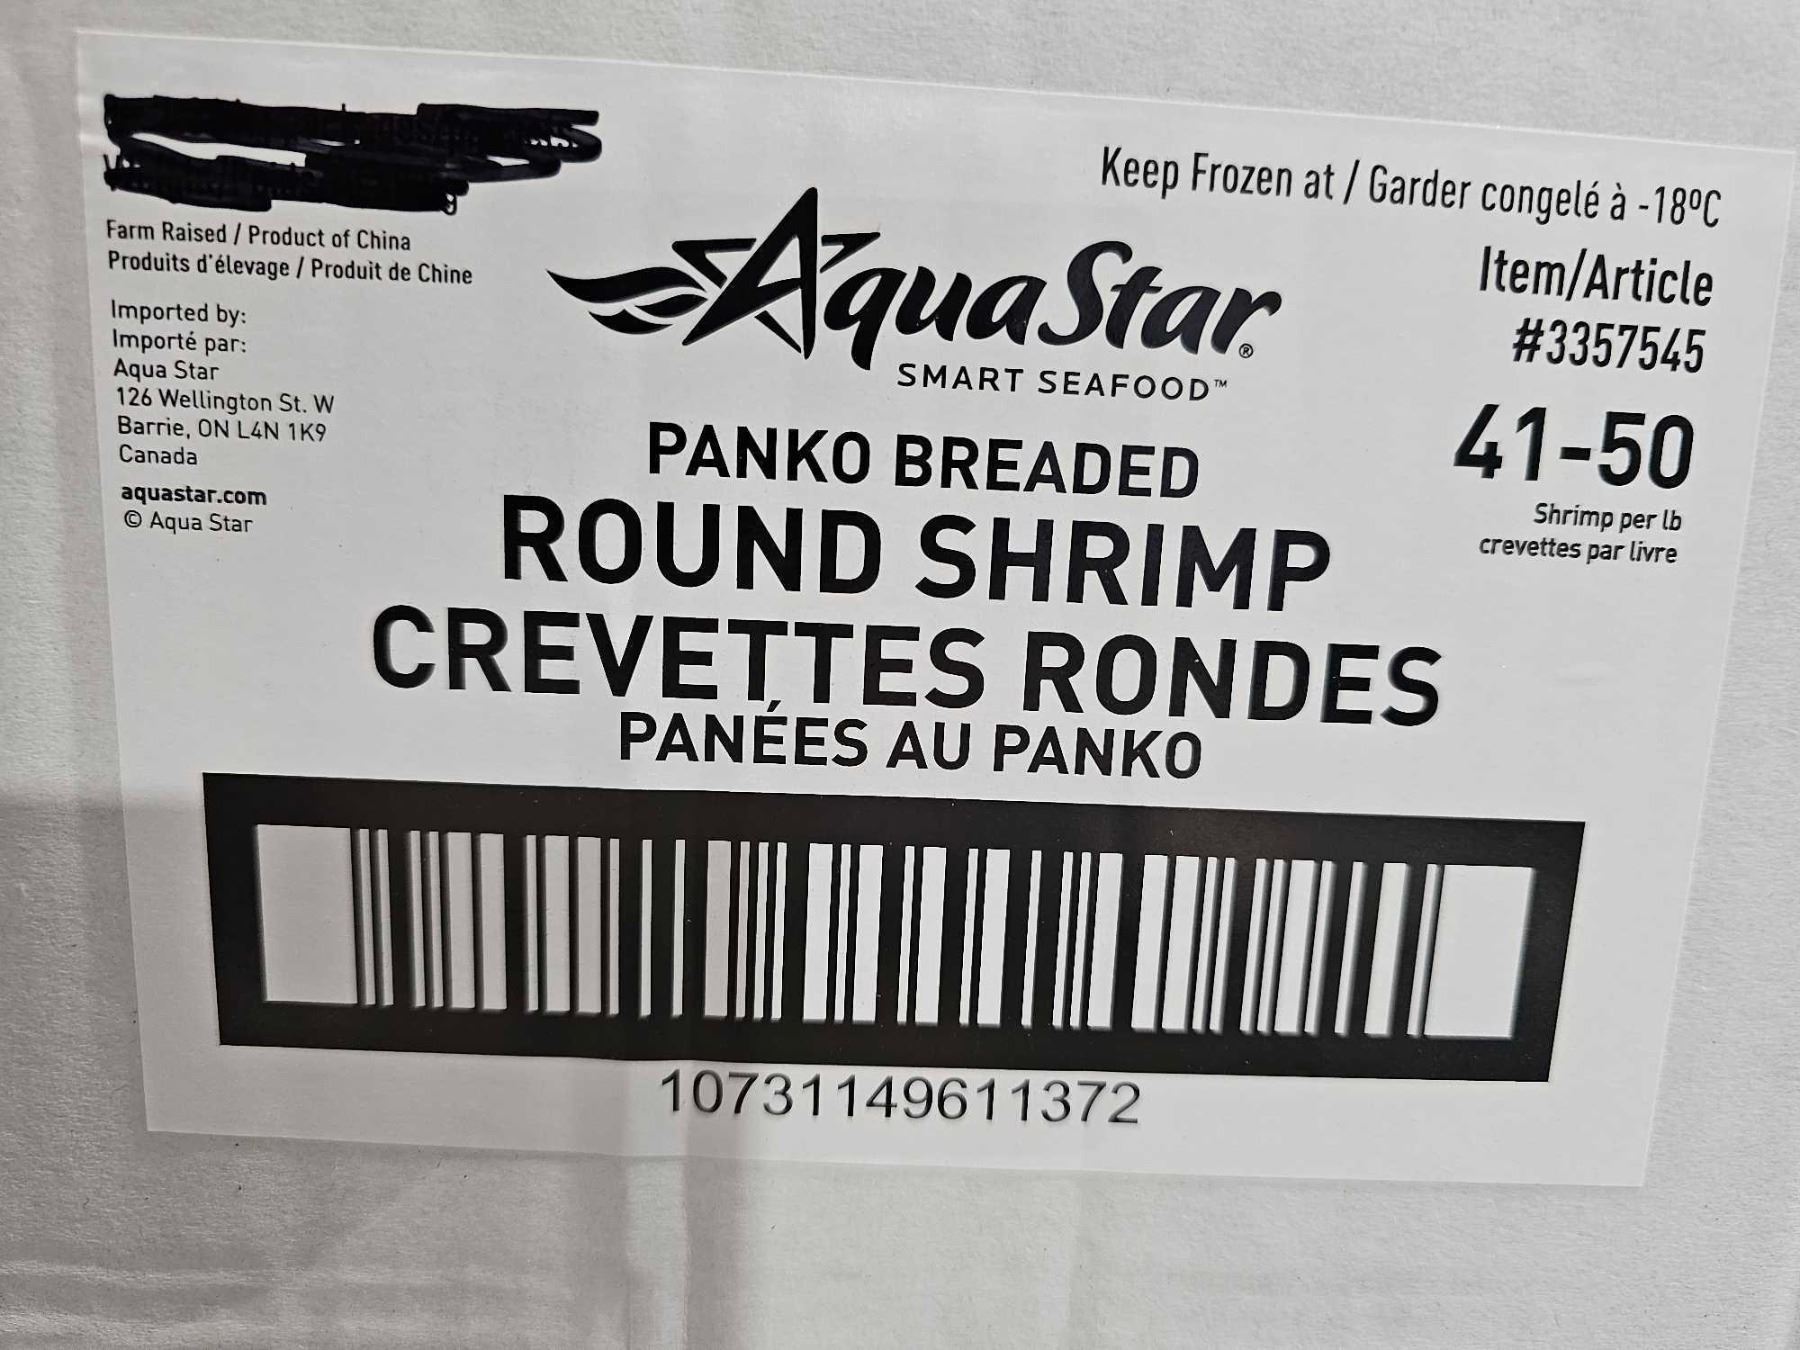 Farm Raised / Product of China
Produits d'élevage / Produit de Chine
Imported by:
Importé par:
Aqua Star
126 Wellington St. W
Barrie, ON L4N 1K9
Canada
aquastar.com
© Aqua Star
AquaStar®
SMART SEAFOOD™
Keep Frozen at / Garder congelé à -18ºC
Item/Article
#3357545
41-50
Shrimp per lb
crevettes par livre
PANKO BREADED
ROUND SHRIMP
CREVETTES RONDES
PANÉES AU PANKO
10731149611372